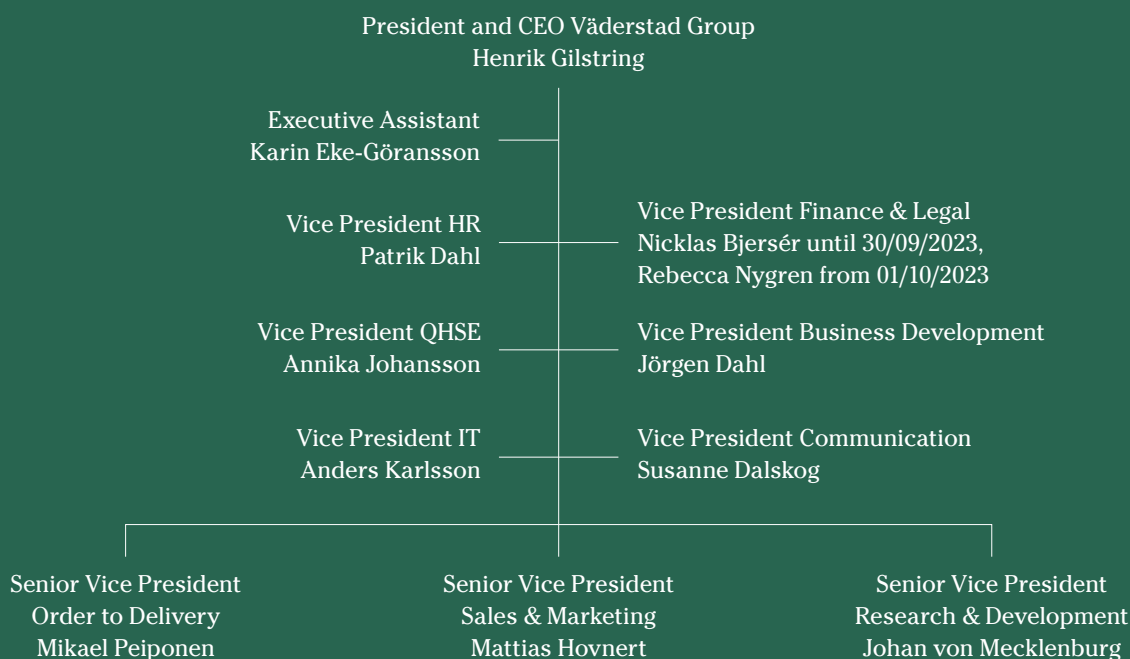 President and CEO Väderstad Group
Henrik Gilstring
Executive Assistant
Karin Eke-Göransson
Vice President HR
Patrik Dahl
Vice President Finance & Legal
Nicklas Bjersér until 30/09/2023,
Rebecca Nygren from 01/10/2023
Vice President QHSE
Annika Johansson
Vice President Business Development
Jörgen Dahl
Vice President IT
Anders Karlsson
Vice President Communication
Susanne Dalskog
Senior Vice President
Order to Delivery
Mikael Peiponen
Senior Vice President
Sales & Marketing
Mattias Hovnert
Senior Vice President
Research & Development
Johan von Mecklenburg